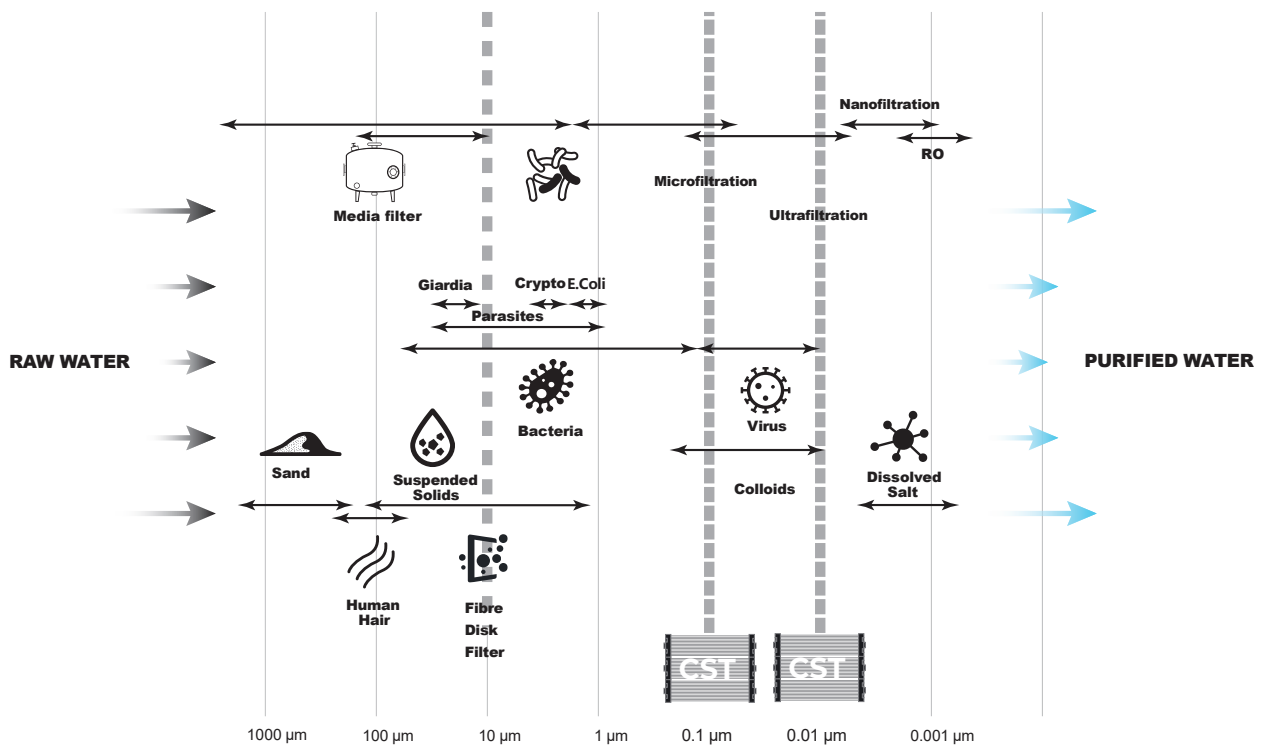 Nanofiltration
RO
Microfiltration
Media filter
Ultrafiltration
Giardia
Crypto
E.Coli
Parasites
RAW WATER
PURIFIED WATER
Bacteria
Virus
Sand
Suspended
Solids
Colloids
Dissolved
Salt
Human
Hair
Fibre
Disk
Filter
CST
CST
1000 µm
100 µm
10 µm
1 µm
0.1 µm
0.01 µm
0.001 µm